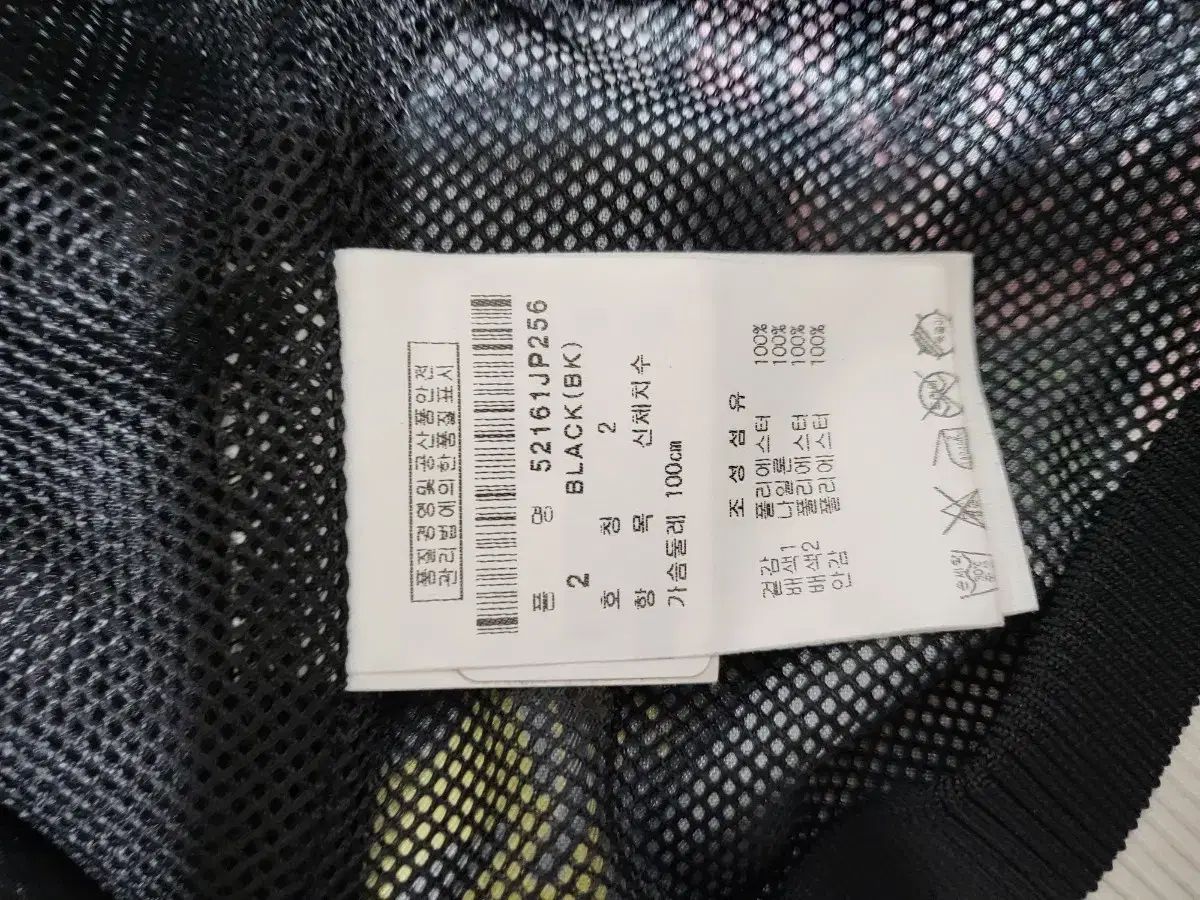 품질경영및공산품안전
관리법에의한품질표시
품 명 52161JP256
2 BLACK(BK)
호 칭 2
항 목 신체치수
가슴둘레 100㎝
조 성 섬 유
겉감 폴리에스터 100%
배색1 나일론 100%
배색2 폴리에스터 100%
안감 폴리에스터 100%